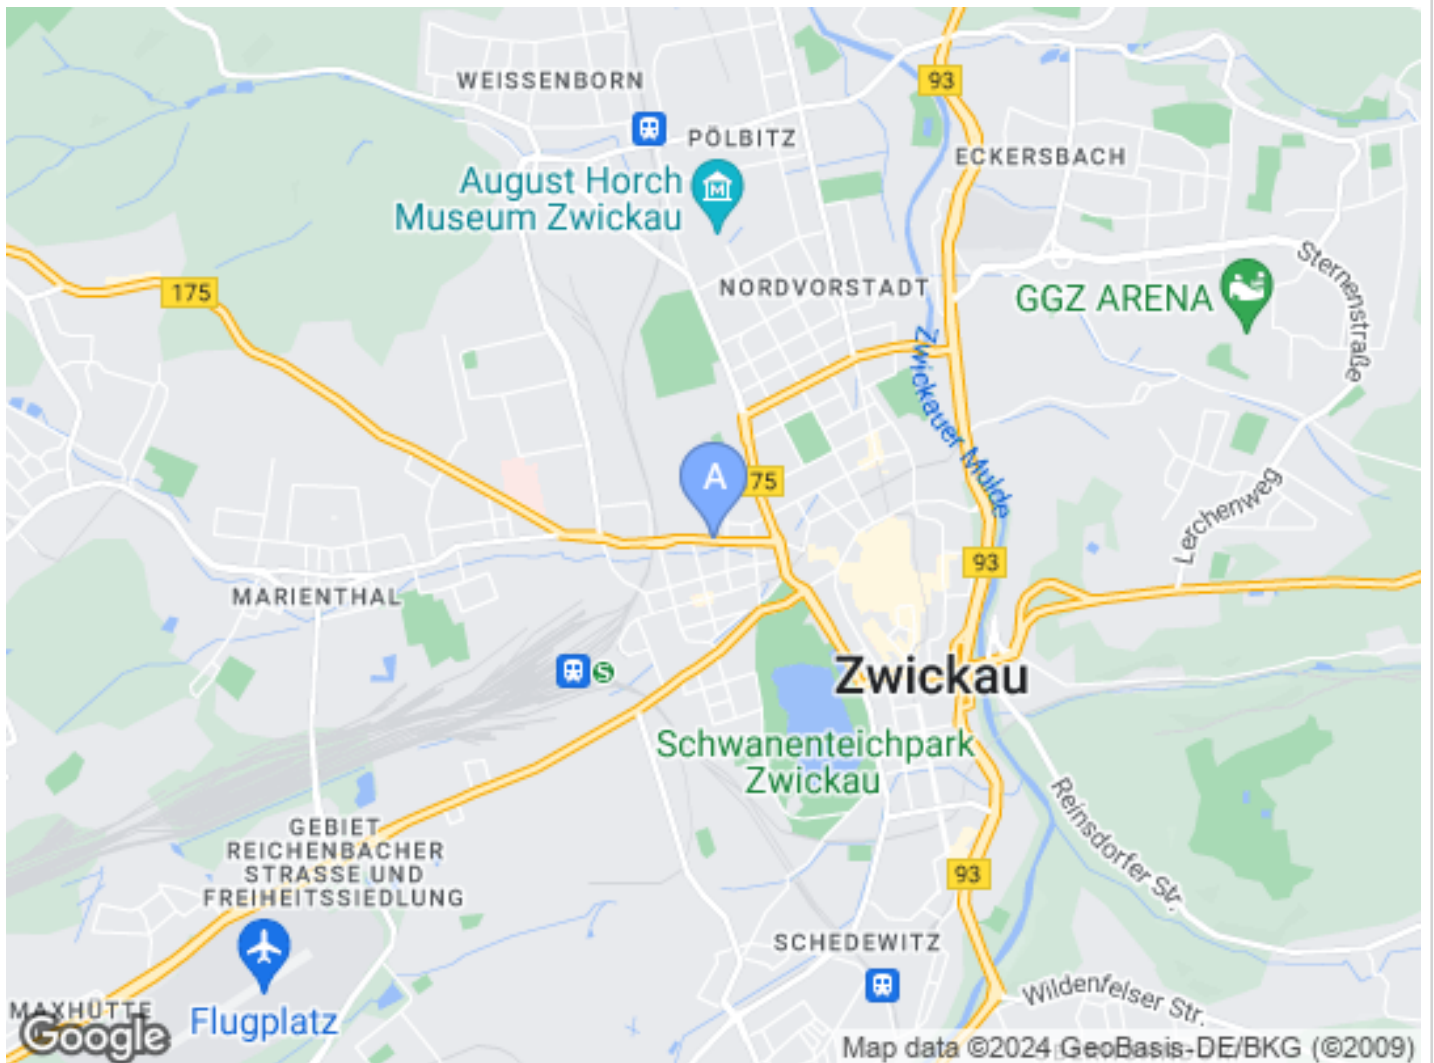 93
WEISSENBORN
PÖLBITZ
ECKERSBACH
August Horch
Museum Zwickau
M
Sternenstraße
175
NORDVORSTADT
GGZ ARENA
Zwickauer Mulde
A
75
Lerchenweg
93
MARIENTHAL
S
Zwickau
Schwanenteichpark
Zwickau
Reinsdorfer Str.
GEBIET
REICHENBACHER
STRASSE UND
FREIHEITSSIEDLUNG
93
SCHEDEWITZ
Wildenfelser Str.
MAXHÜTTE
Flugplatz
Google
Map data ©2024 GeoBasis-DE/BKG (©2009)